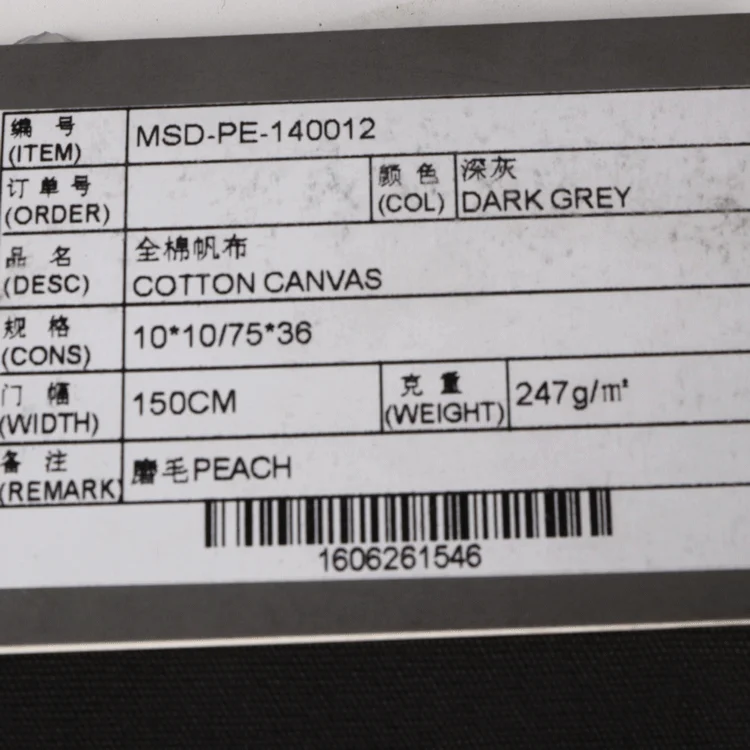 编 号 MSD-PE-140012
(ITEM)
订单号 颜 色 深灰
(ORDER) (COL) DARK GREY
品 名 全棉帆布
(DESC) COTTON CANVAS
规 格 10*10/75*36
(CONS)
门 幅 150CM 克 重 247g/㎡
(WIDTH) (WEIGHT)
备 注 磨毛PEACH
(REMARK)
1606261546